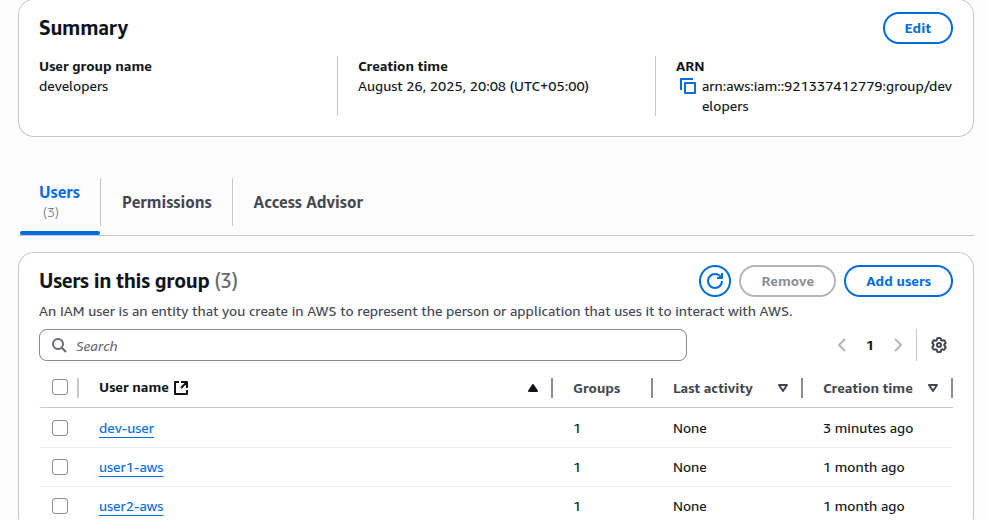 Summary
Edit
User group name
developers
Creation time
August 26, 2025, 20:08 (UTC+05:00)
ARN
arn:aws:iam::921337412779:group/dev
elopers
Users
(3)
Permissions
Access Advisor
Users in this group (3)
Remove
Add users
An IAM user is an entity that you create in AWS to represent the person or application that uses it to interact with AWS.
Search
1
User name Groups Last activity Creation time
dev-user 1 None 3 minutes ago
user1-aws 1 None 1 month ago
user2-aws 1 None 1 month ago